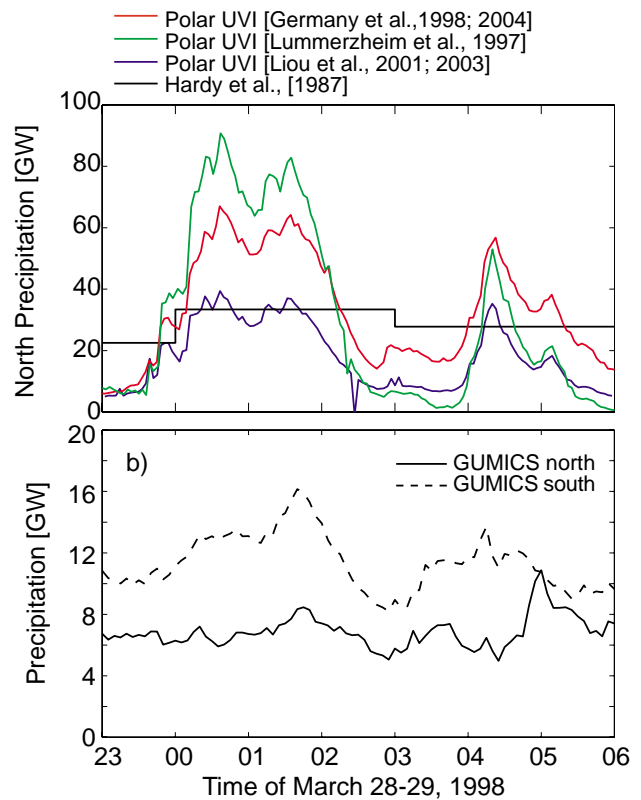 Polar UVI [Germany et al.,1998; 2004]
Polar UVI [Lummerzheim et al., 1997]
Polar UVI [Liou et al., 2001; 2003]
Hardy et al., [1987]
100
80
60
40
20
0
North Precipitation [GW]
20
16
12
8
4
0
Precipitation [GW]
b)
GUMICS north
GUMICS south
23 00 01 02 03 04 05 06
Time of March 28-29, 1998